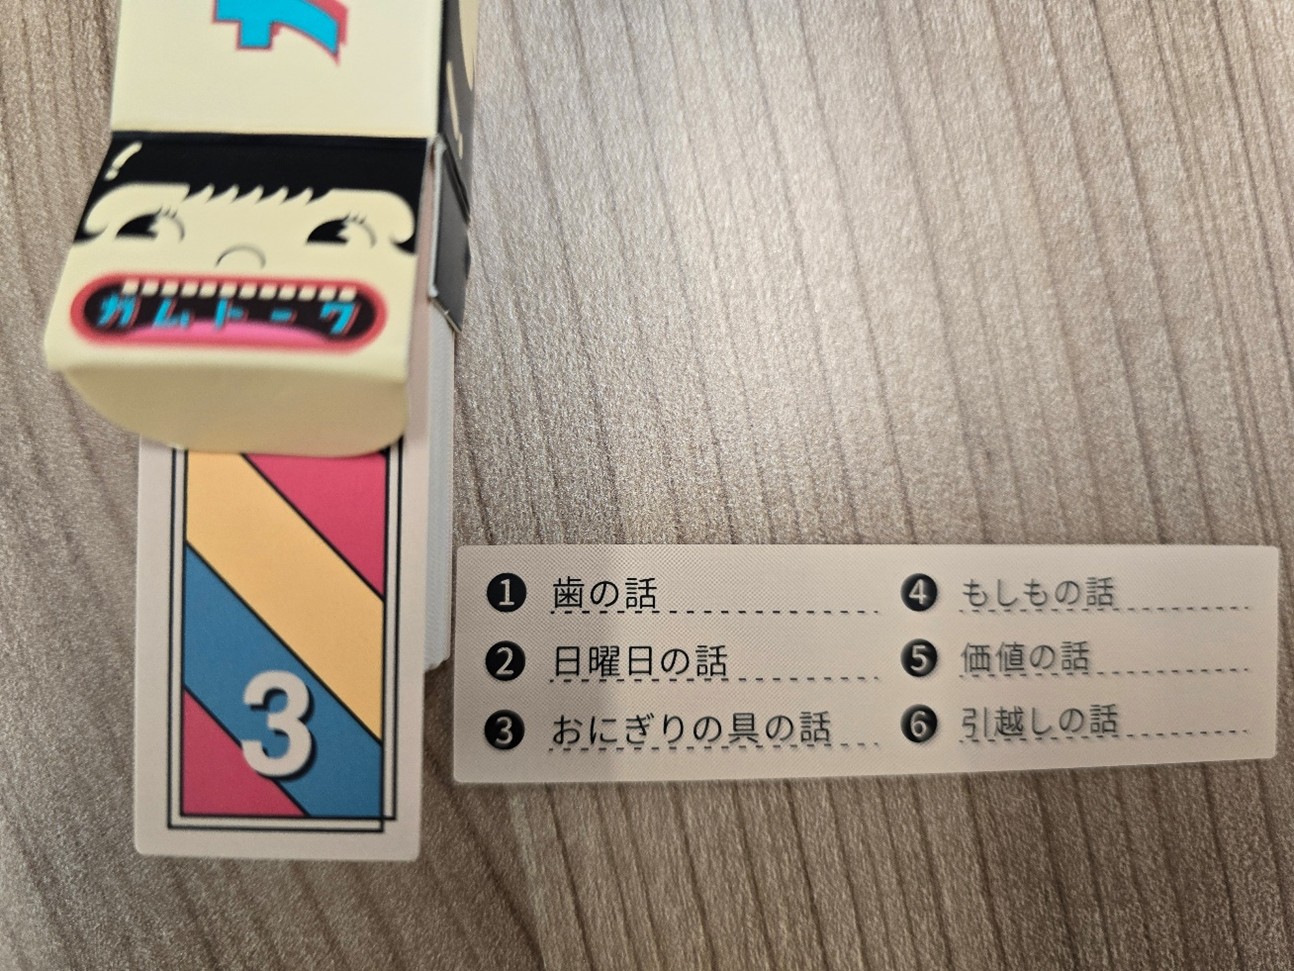 ガムトーク
3
❶ 歯の話
❷ 日曜日の話
❸ おにぎりの具の話
❹ もしもの話
❺ 価値の話
❻ 引越しの話